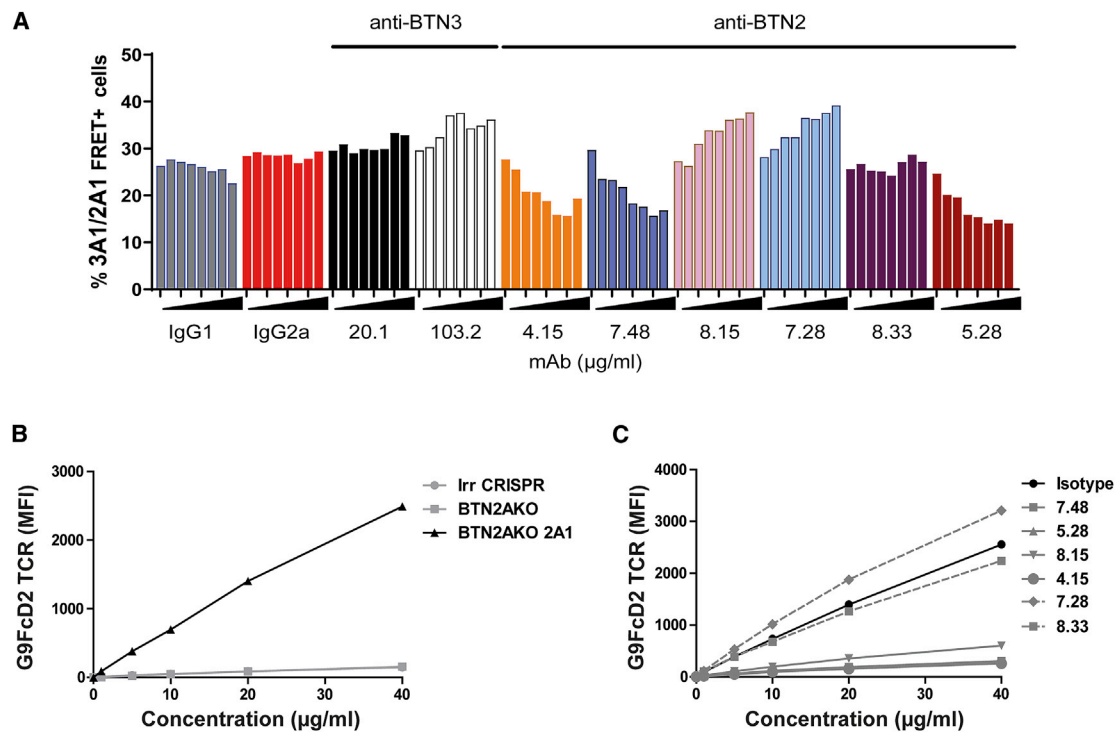 A
anti-BTN3
anti-BTN2
% 3A1/2A1 FRET+ cells
50
40
30
20
10
0
IgG1 IgG2a 20.1 103.2 4.15 7.48 8.15 7.28 8.33 5.28
mAb (µg/ml)
B
G9FcD2 TCR (MFI)
3000
2000
1000
0
0 10 20 30 40
Concentration (µg/ml)
Irr CRISPR
BTN2AKO
BTN2AKO 2A1
C
G9FcD2 TCR (MFI)
4000
3000
2000
1000
0
0 10 20 30 40
Concentration (µg/ml)
Isotype
7.48
5.28
8.15
4.15
7.28
8.33